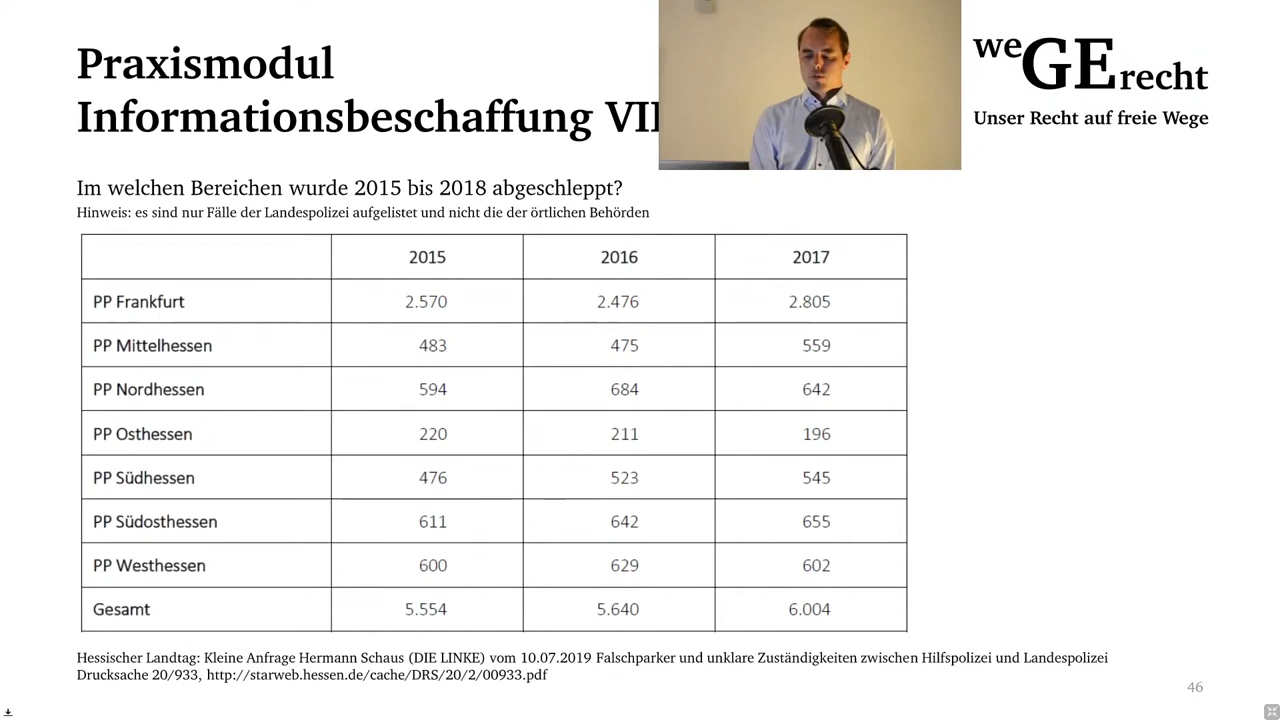 Praxismodul
Informationsbeschaffung
weGErecht
Unser Recht auf freie Wege
Im welchen Bereichen wurde 2015 bis 2018 abgeschleppt?
Hinweis: es sind nur Fälle der Landespolizei aufgelistet und nicht die der örtlichen Behörden
2015 2016 2017
PP Frankfurt 2.570 2.476 2.805
PP Mittelhessen 483 475 559
PP Nordhessen 594 684 642
PP Osthessen 220 211 196
PP Südhessen 476 523 545
PP Südosthessen 611 642 655
PP Westhessen 600 629 602
Gesamt 5.554 5.640 6.004
Hessischer Landtag: Kleine Anfrage Hermann Schaus (DIE LINKE) vom 10.07.2019 Falschparker und unklare Zuständigkeiten zwischen Hilfspolizei und Landespolizei
Drucksache 20/933, http://starweb.hessen.de/cache/DRS/20/2/00933.pdf
46